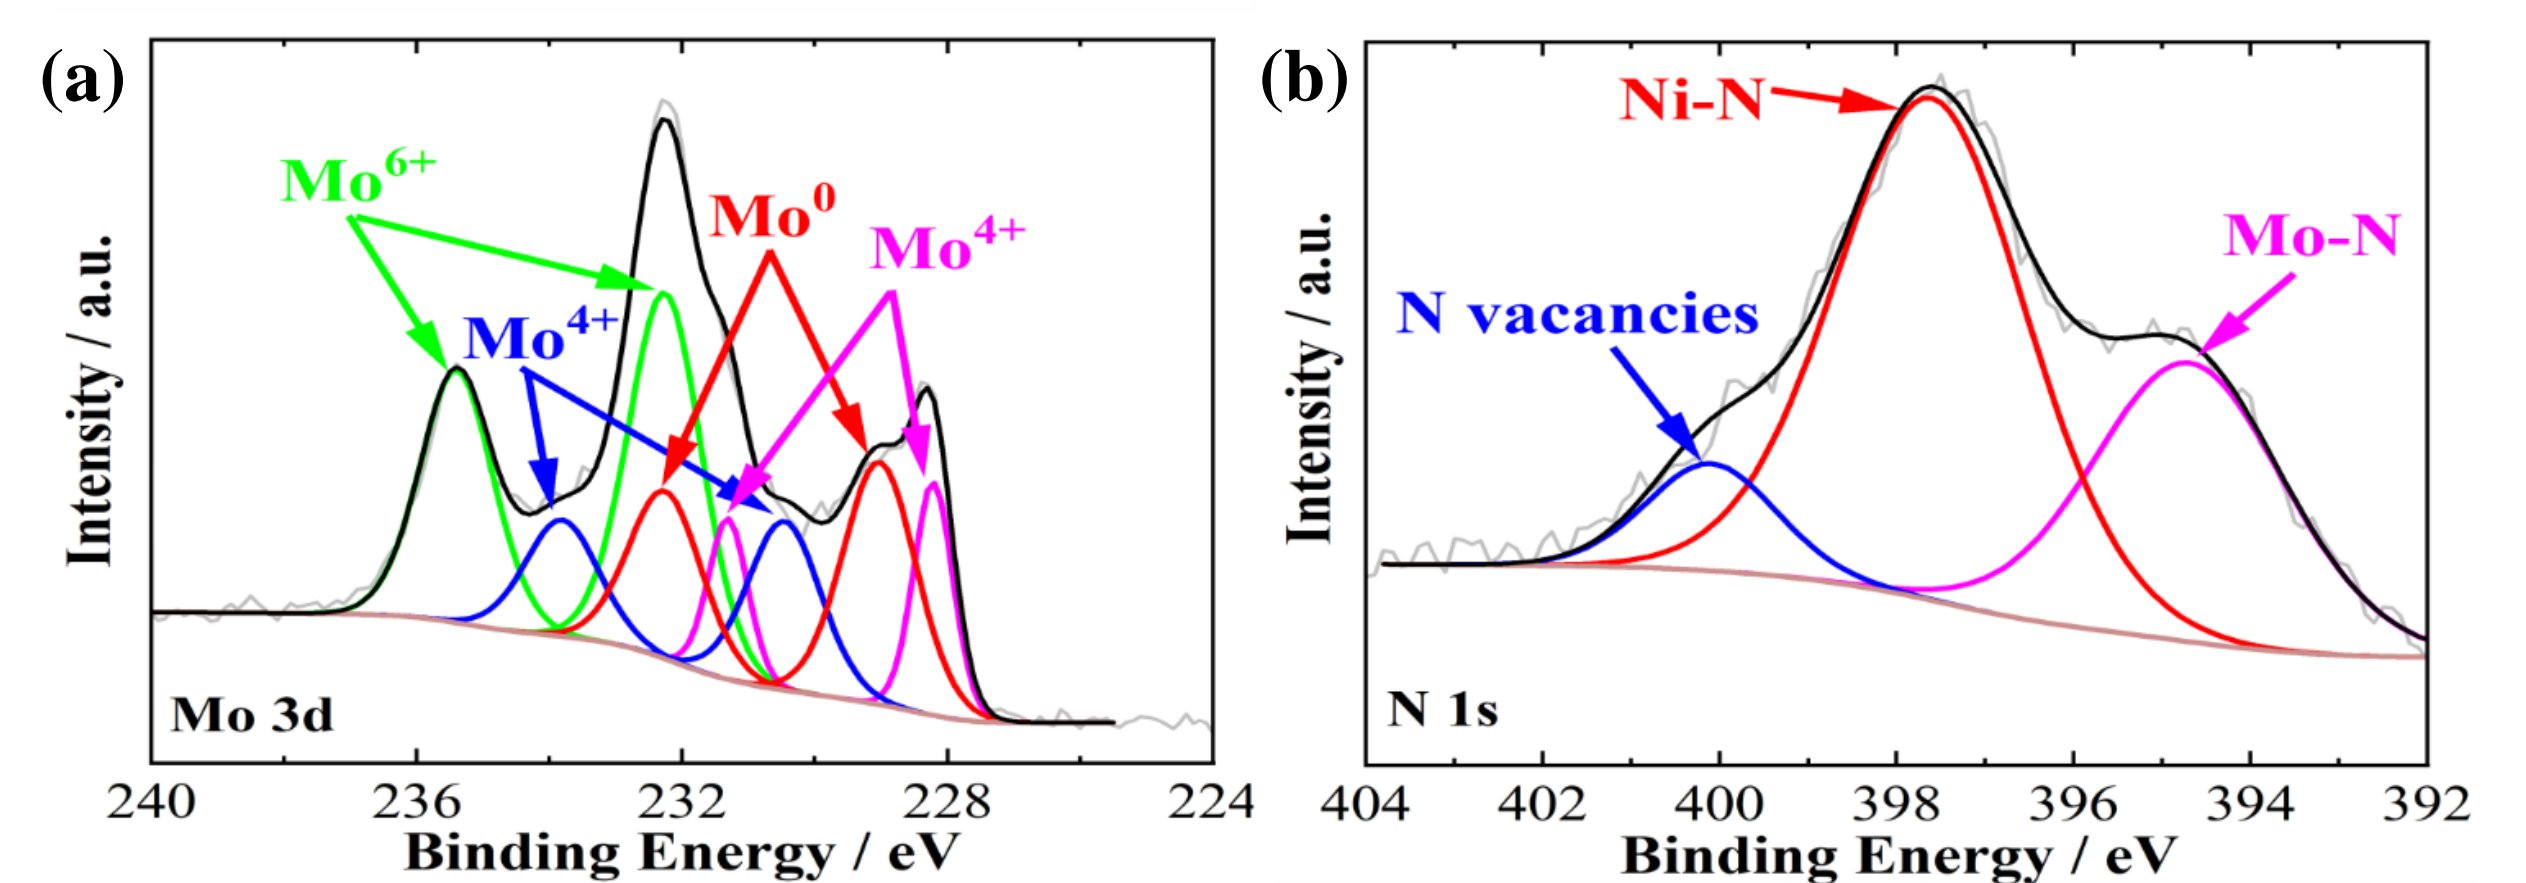 (a)
Intensity / a.u.
Mo⁶⁺
Mo⁴⁺
Mo⁰
Mo⁴⁺
Mo 3d
240 236 232 228 224
Binding Energy / eV
(b)
Intensity / a.u.
Ni-N
N vacancies
Mo-N
N 1s
404 402 400 398 396 394 392
Binding Energy / eV